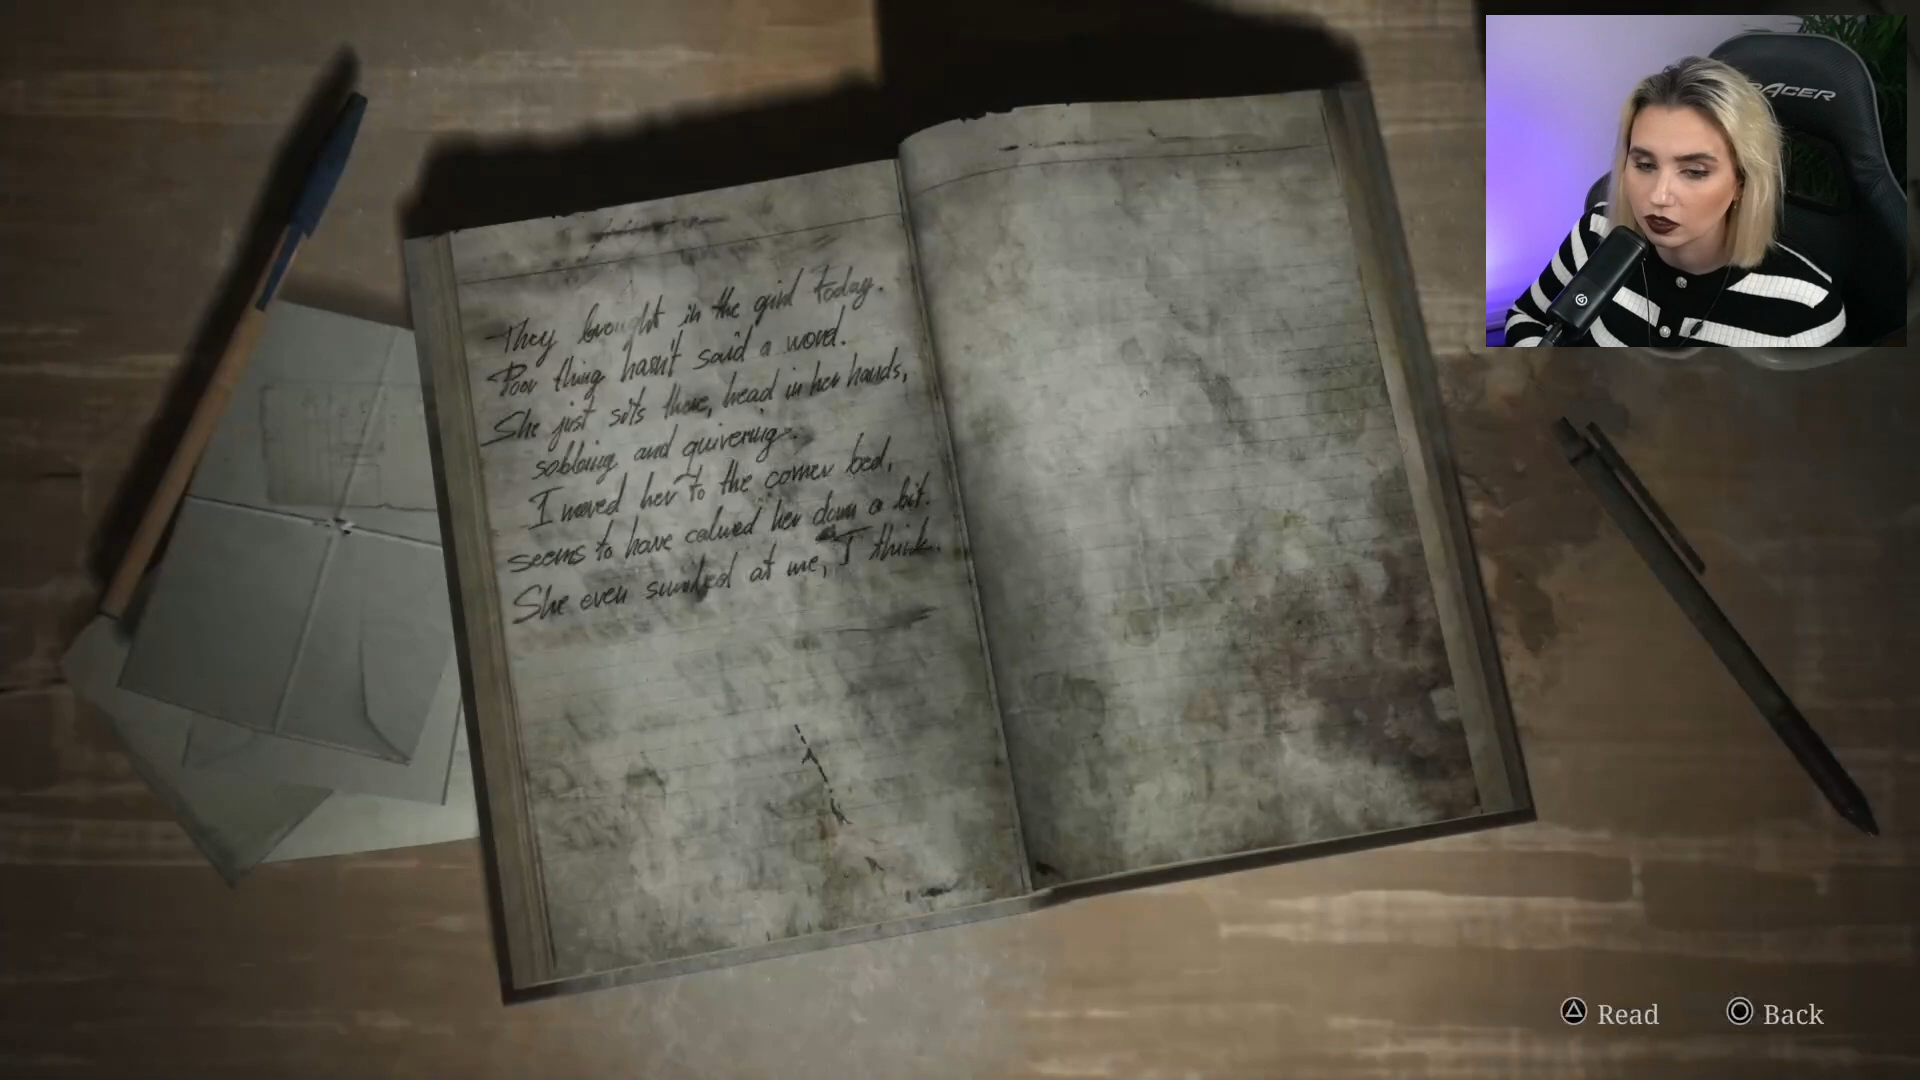 They brought in the girl today.
Poor thing hasn't said a word.
She just sits there, head in her hands,
sobbing and quivering.
I moved her to the corner bed,
seems to have calmed her down a bit.
She even smiled at me, I think.
Read
Back